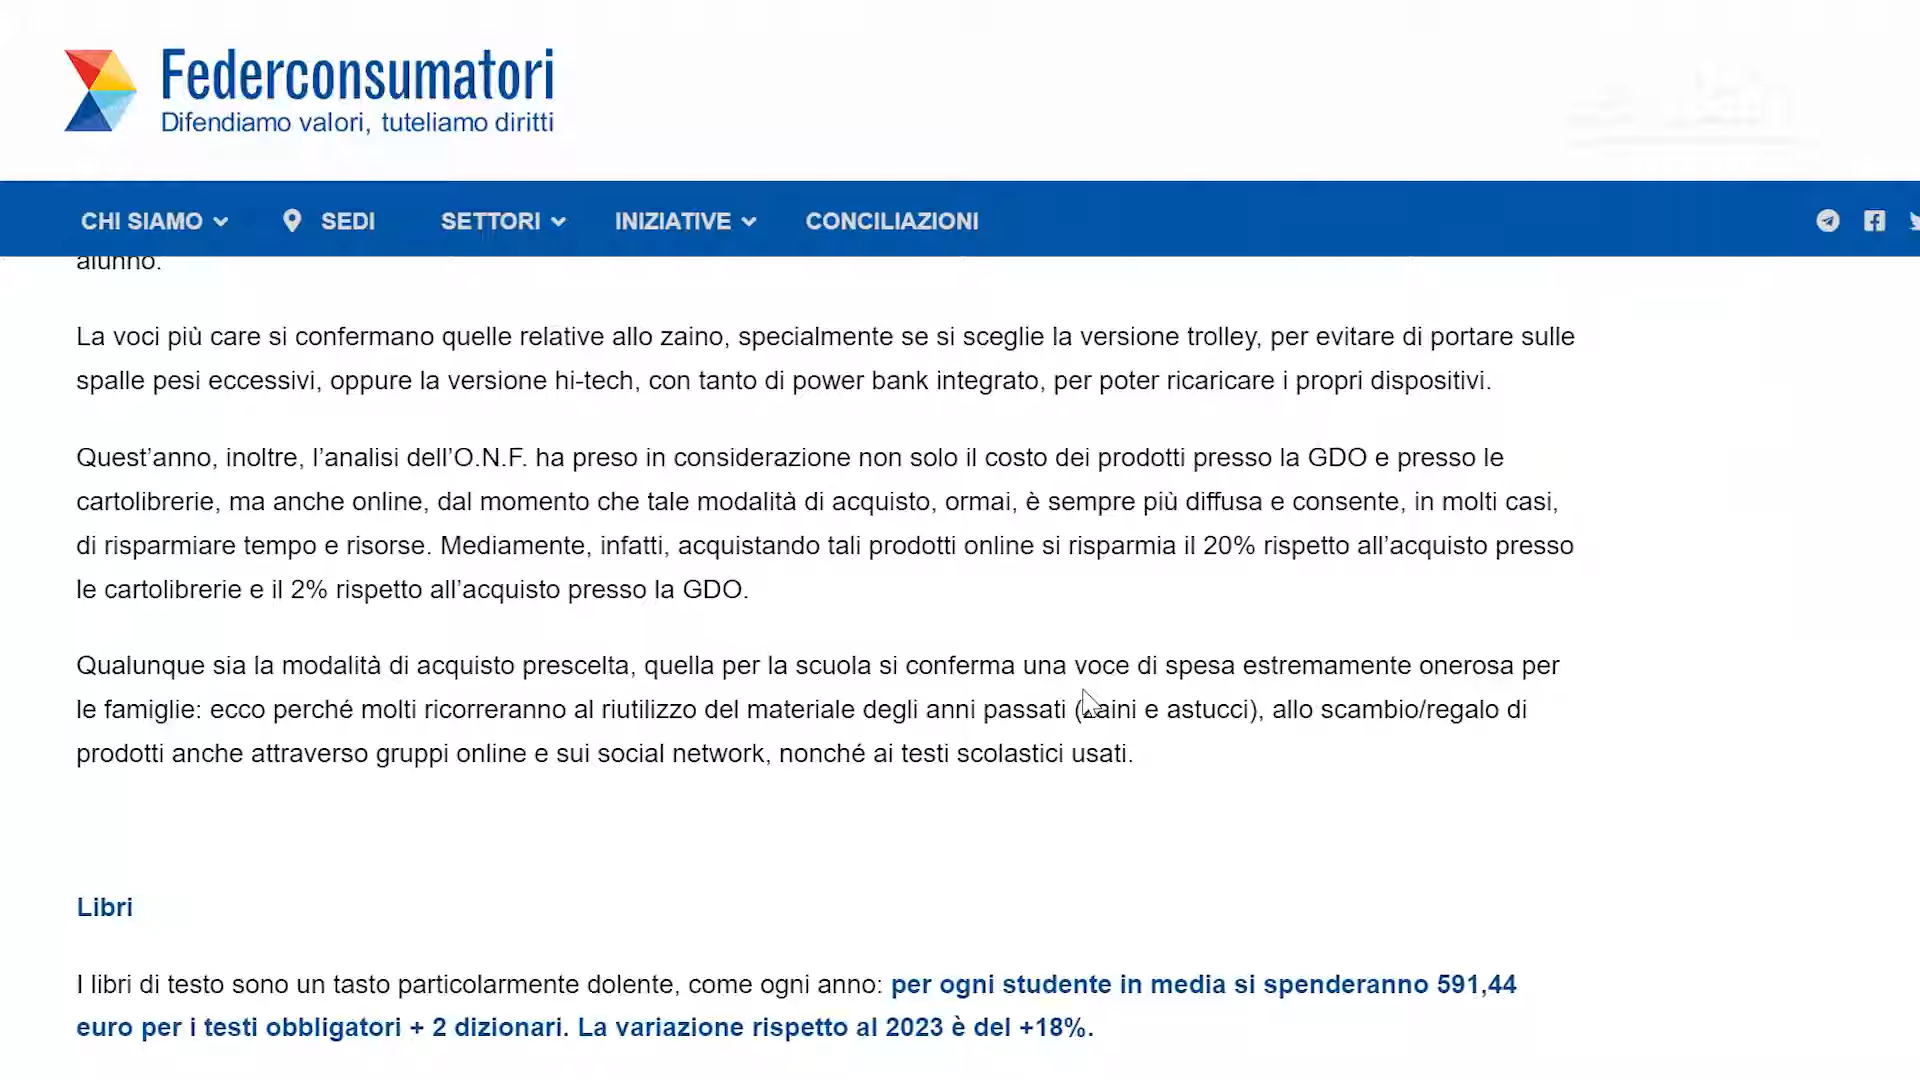 Federconsumatori
Difendiamo valori, tuteliamo diritti
CHI SIAMO SEDI SETTORI INIZIATIVE CONCILIAZIONI
alunno.
La voci più care si confermano quelle relative allo zaino, specialmente se si sceglie la versione trolley, per evitare di portare sulle
spalle pesi eccessivi, oppure la versione hi-tech, con tanto di power bank integrato, per poter ricaricare i propri dispositivi.
Quest’anno, inoltre, l’analisi dell’O.N.F. ha preso in considerazione non solo il costo dei prodotti presso la GDO e presso le
cartolibrerie, ma anche online, dal momento che tale modalità di acquisto, ormai, è sempre più diffusa e consente, in molti casi,
di risparmiare tempo e risorse. Mediamente, infatti, acquistando tali prodotti online si risparmia il 20% rispetto all’acquisto presso
le cartolibrerie e il 2% rispetto all’acquisto presso la GDO.
Qualunque sia la modalità di acquisto prescelta, quella per la scuola si conferma una voce di spesa estremamente onerosa per
le famiglie: ecco perché molti ricorreranno al riutilizzo del materiale degli anni passati (zaini e astucci), allo scambio/regalo di
prodotti anche attraverso gruppi online e sui social network, nonché ai testi scolastici usati.
Libri
I libri di testo sono un tasto particolarmente dolente, come ogni anno: per ogni studente in media si spenderanno 591,44
euro per i testi obbligatori + 2 dizionari. La variazione rispetto al 2023 è del +18%.